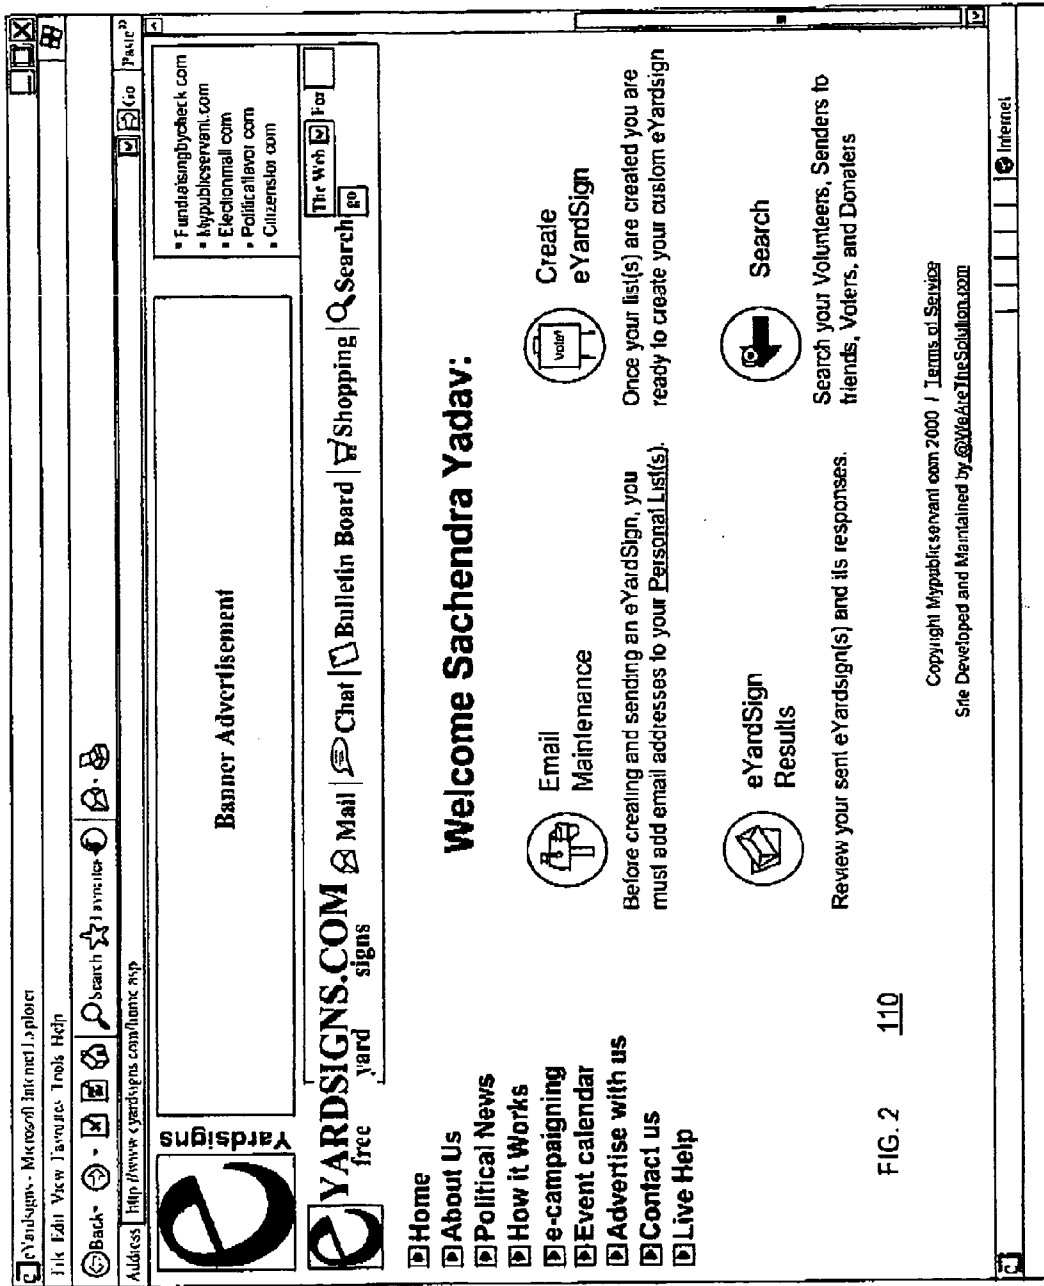 eYardsigns - Microsoft Internet Explorer
File Edit View Favorites Tools Help
Back Search Favorites
Address http://www.eyardsigns.com/home.asp Go
Yardsigns
Banner Advertisement
Fundraisingbycheck com
Mypublicservant.com
Electionmall com
Politicallavor com
YARDSIGNS.COM
free yard signs
Mail | Chat | Bulletin Board | Shopping | Search
The Web For
go
Home
About Us
Political News
How it Works
e-campaigning
Event calendar
Advertise with us
Contact us
Live Help
Welcome Sachendra Yadav:
Email
Maintenance
Before creating and sending an eYardSign, you
must add email addresses to your Personal List(s).
Vote
Create
eYardSign
Once your list(s) are created you are
ready to create your custom eYardsign
eYardSign
Results
Review your sent eYardsign(s) and its responses.
Search
Search your Volunteers, Senders to
friends, Voters, and Donaters
Copyright Mypublicservant com 2000 / Terms of Service
Site Developed and Maintained by @WeAreTheSolution.com
Internet
FIG. 2
110